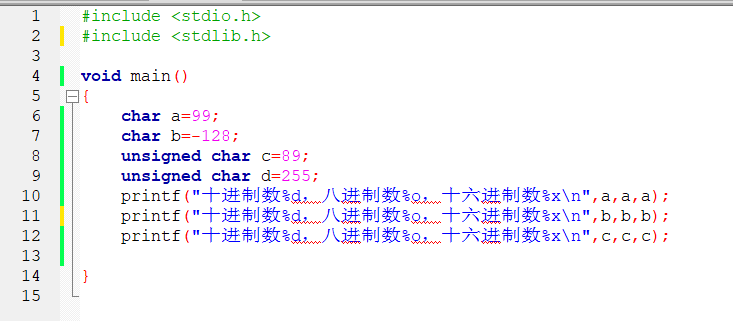 1 #include <stdio.h>
2 #include <stdlib.h>
3
4 void main()
5 {
6 char a=99;
7 char b=-128;
8 unsigned char c=89;
9 unsigned char d=255;
10 printf("十进制数%d，八进制数%o，十六进制数%x\n",a,a,a);
11 printf("十进制数%d，八进制数%o，十六进制数%x\n",b,b,b);
12 printf("十进制数%d，八进制数%o，十六进制数%x\n",c,c,c);
13
14 }
15